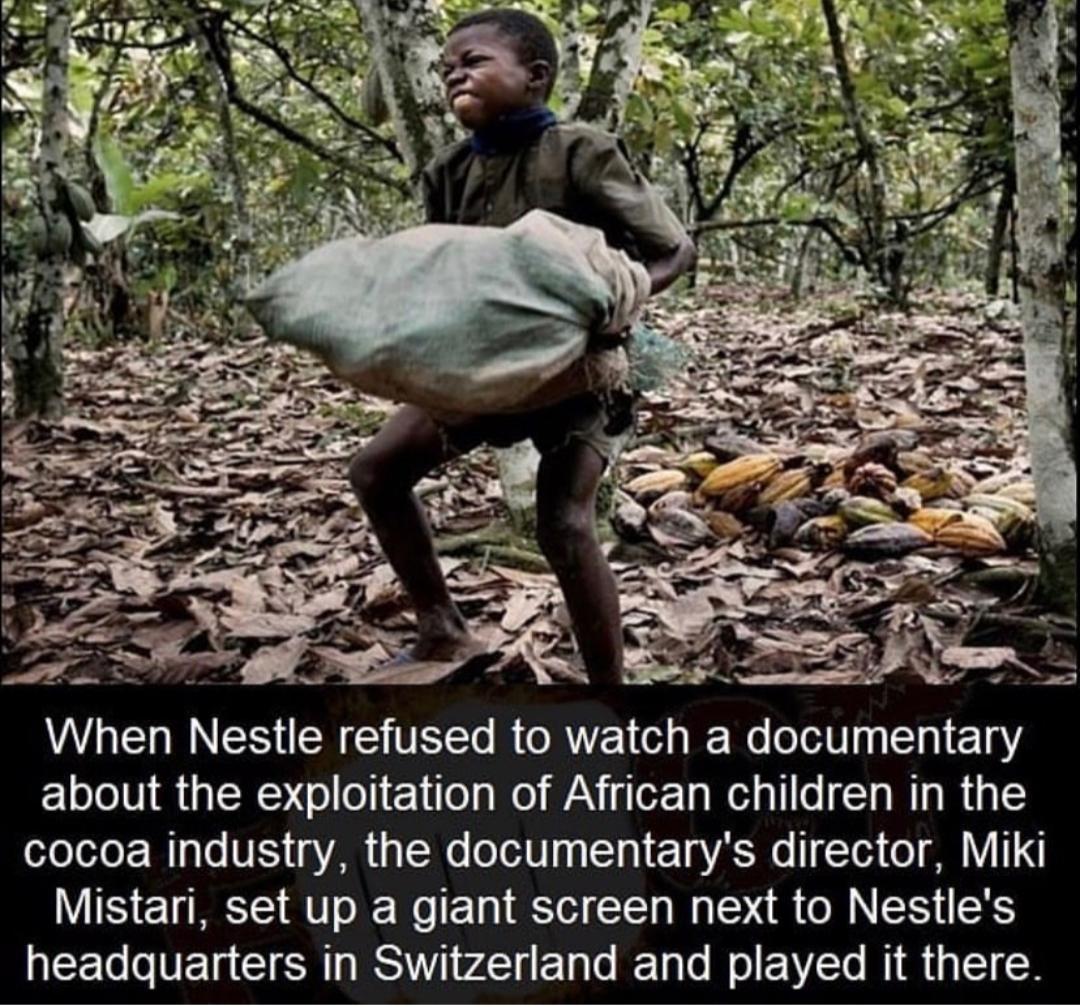 When Nestle refused to watch a documentary
about the exploitation of African children in the
cocoa industry, the documentary's director, Miki
Mistari, set up a giant screen next to Nestle's
headquarters in Switzerland and played it there.